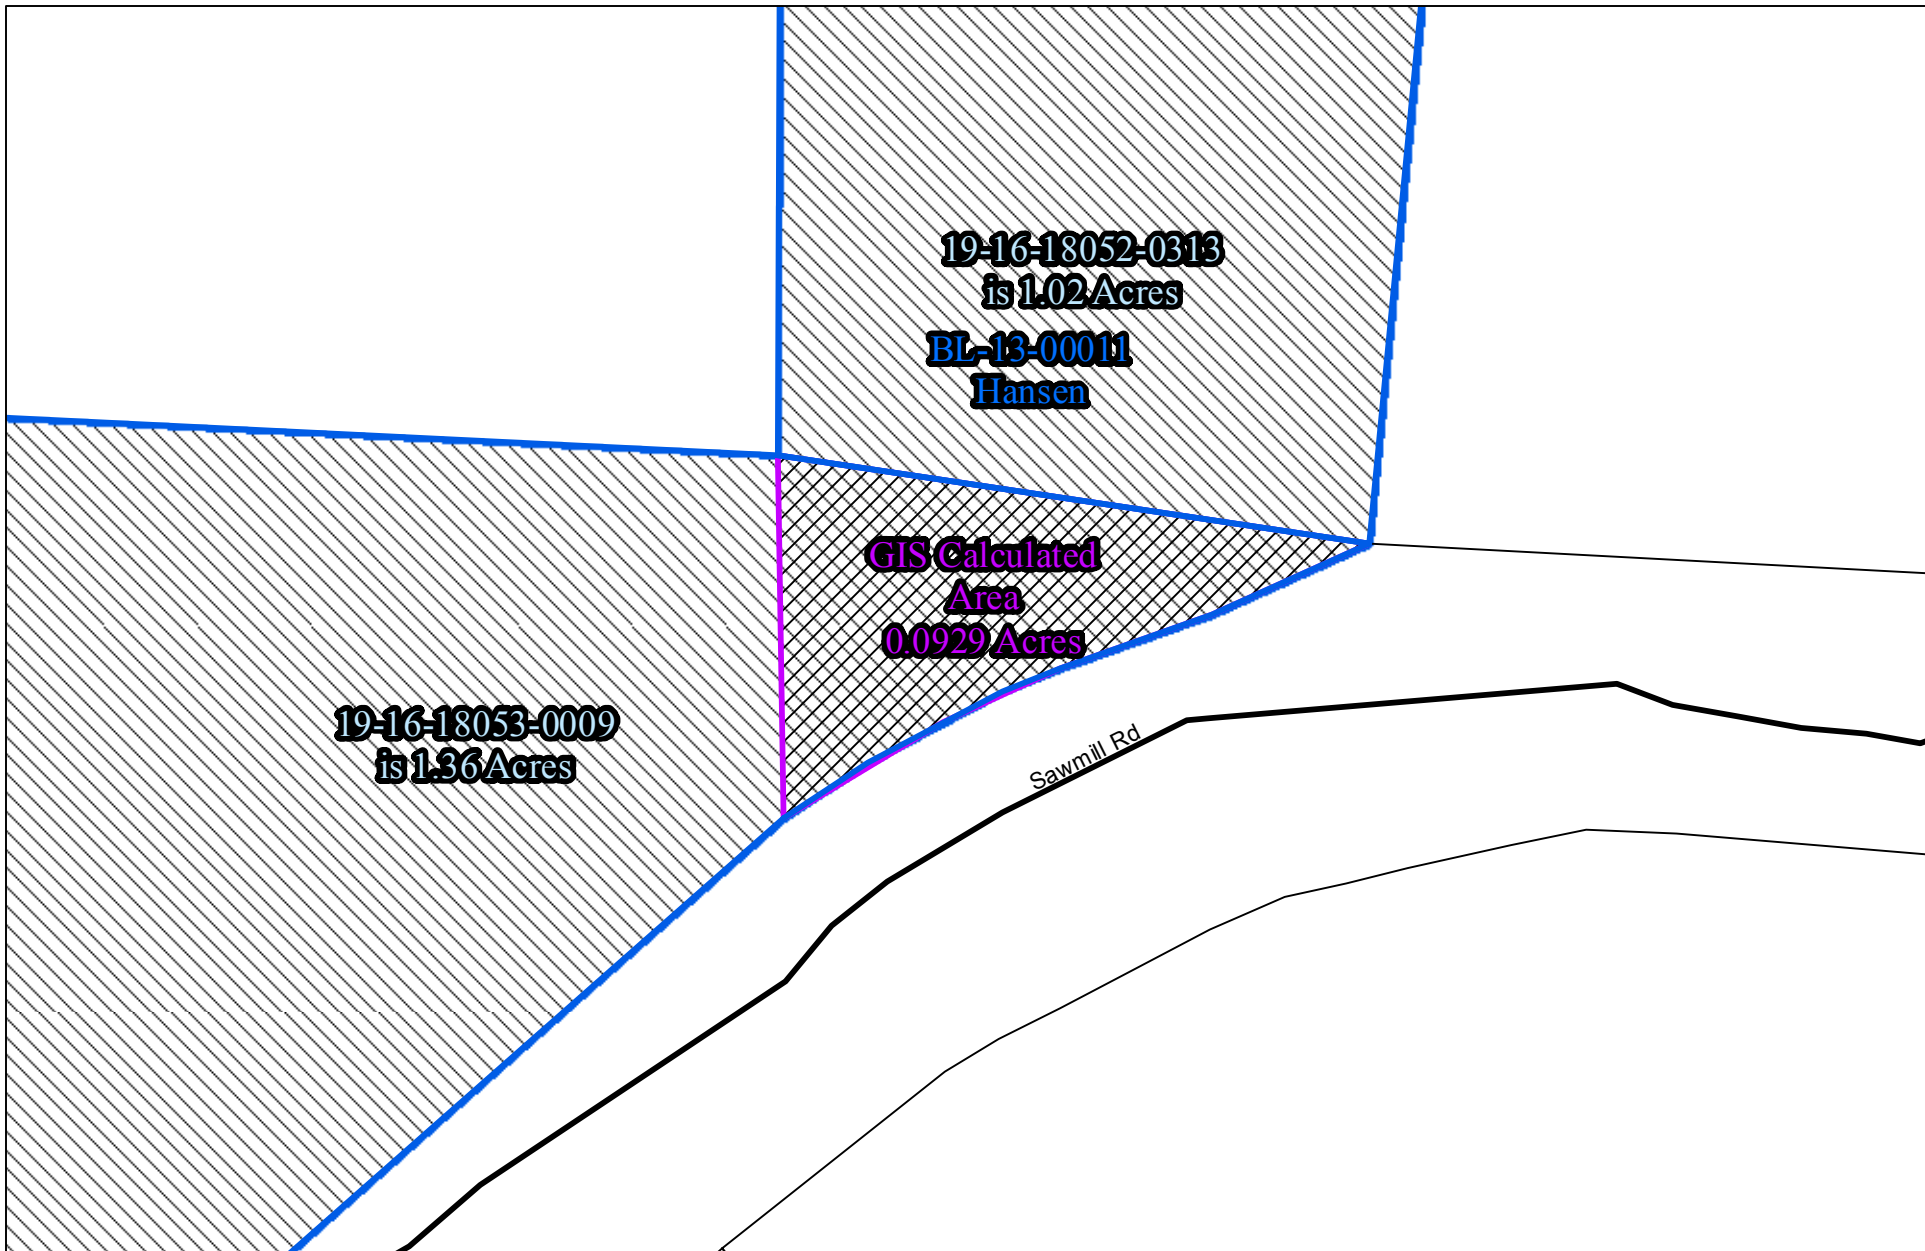 19-16-18052-0313
is 1.02 Acres
BL-13-00011
Hansen
GIS Calculated
Area
0.0929 Acres
19-16-18053-0009
is 1.36 Acres
Sawmill Rd